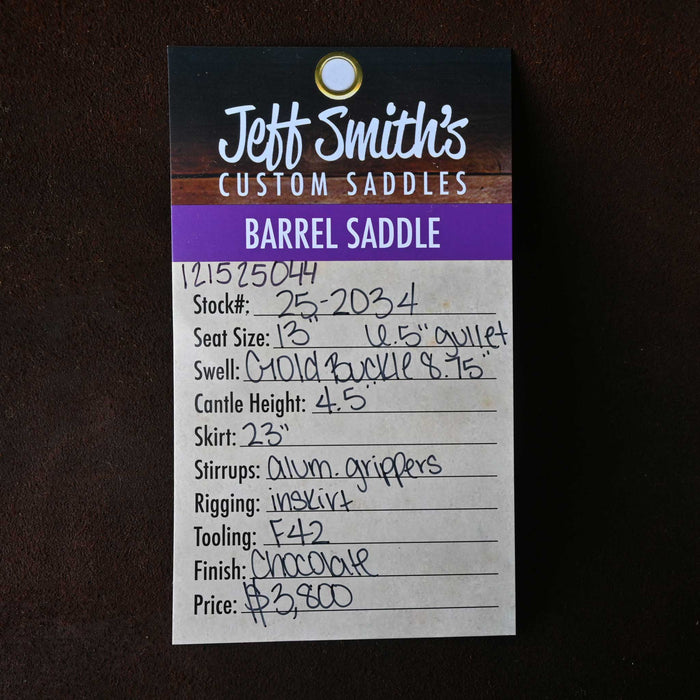 Jeff Smith's
CUSTOM SADDLES
BARREL SADDLE
121525044
Stock#: 25-2034
Seat Size: 13" 6.5" gullet
Swell: Gold Buckle 8.75"
Cantle Height: 4.5"
Skirt: 23"
Stirrups: alum. grippers
Rigging: inskirt
Tooling: F42
Finish: Chocolate
Price: $3,800